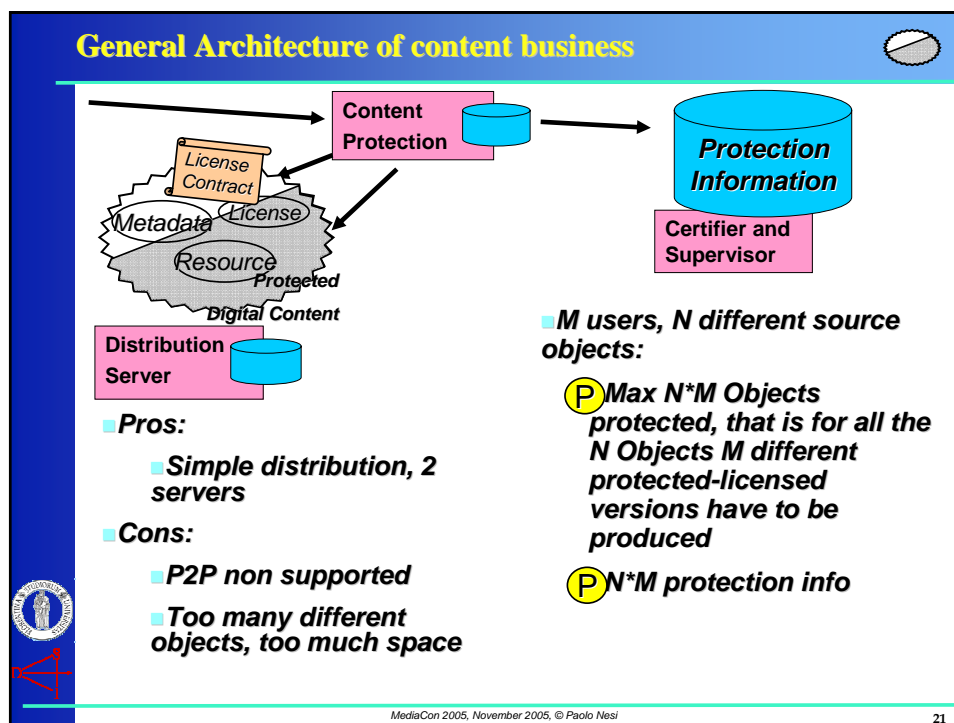 General Architecture of content business
Content
Protection
Protection
Information
Certifier and
Supervisor
License
Contract
Metadata
License
Resource
Protected
Digital Content
Distribution
Server
Pros:
Simple distribution, 2
servers
Cons:
P2P non supported
Too many different
objects, too much space
M users, N different source
objects:
P Max N*M Objects
protected, that is for all the
N Objects M different
protected-licensed
versions have to be
produced
P N*M protection info
MediaCon 2005, November 2005, © Paolo Nesi
21